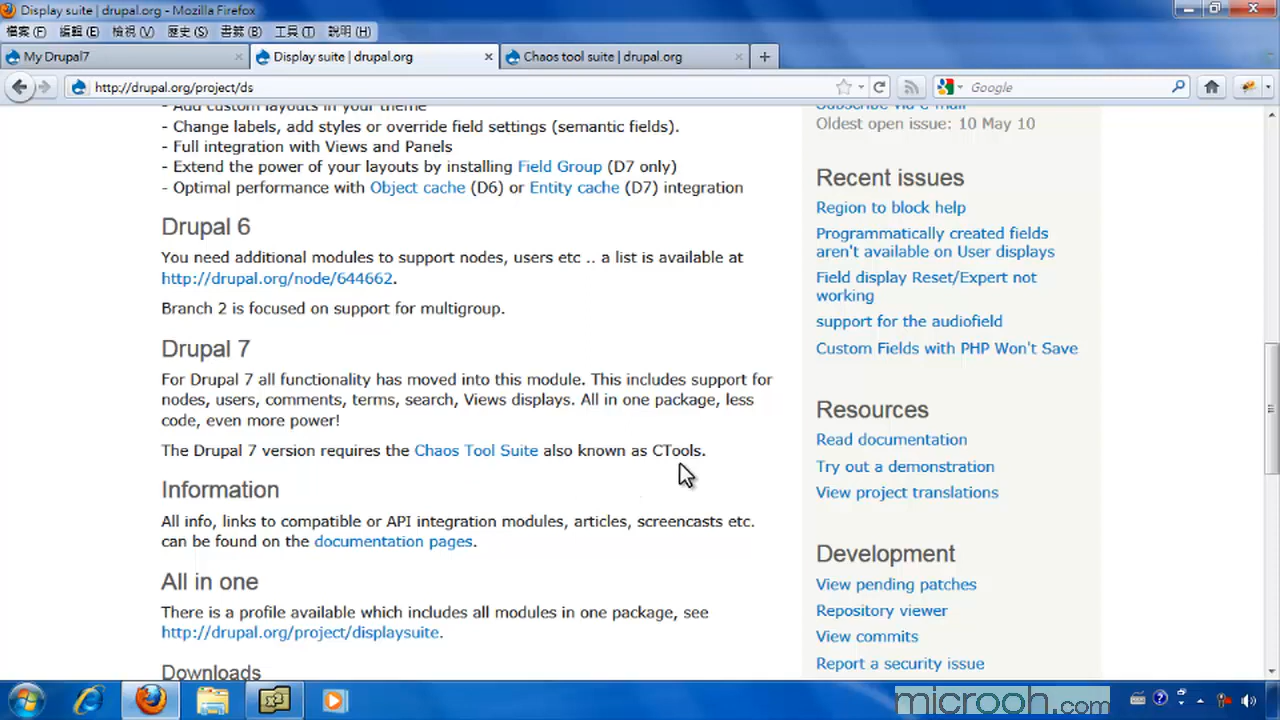 Display suite | drupal.org - Mozilla Firefox
檔案(F) 編輯(E) 檢視(V) 歷史(S) 書籤(B) 工具(T) 說明(H)
My Drupal7 Display suite | drupal.org Chaos tool suite | drupal.org
http://drupal.org/project/ds Google
- Add custom layouts in your theme
- Change labels, add styles or override field settings (semantic fields).
- Full integration with Views and Panels
- Extend the power of your layouts by installing Field Group (D7 only)
- Optimal performance with Object cache (D6) or Entity cache (D7) integration
Drupal 6
You need additional modules to support nodes, users etc .. a list is available at
http://drupal.org/node/644662.
Branch 2 is focused on support for multigroup.
Drupal 7
For Drupal 7 all functionality has moved into this module. This includes support for
nodes, users, comments, terms, search, Views displays. All in one package, less
code, even more power!
The Drupal 7 version requires the Chaos Tool Suite also known as CTools.
Information
All info, links to compatible or API integration modules, articles, screencasts etc.
can be found on the documentation pages.
All in one
There is a profile available which includes all modules in one package, see
http://drupal.org/project/displaysuite.
Downloads
Subscribe via e-mail
Oldest open issue: 10 May 10
Recent issues
Region to block help
Programmatically created fields
aren't available on User displays
Field display Reset/Expert not
working
support for the audiofield
Custom Fields with PHP Won't Save
Resources
Read documentation
Try out a demonstration
View project translations
Development
View pending patches
Repository viewer
View commits
Report a security issue
microoh.com